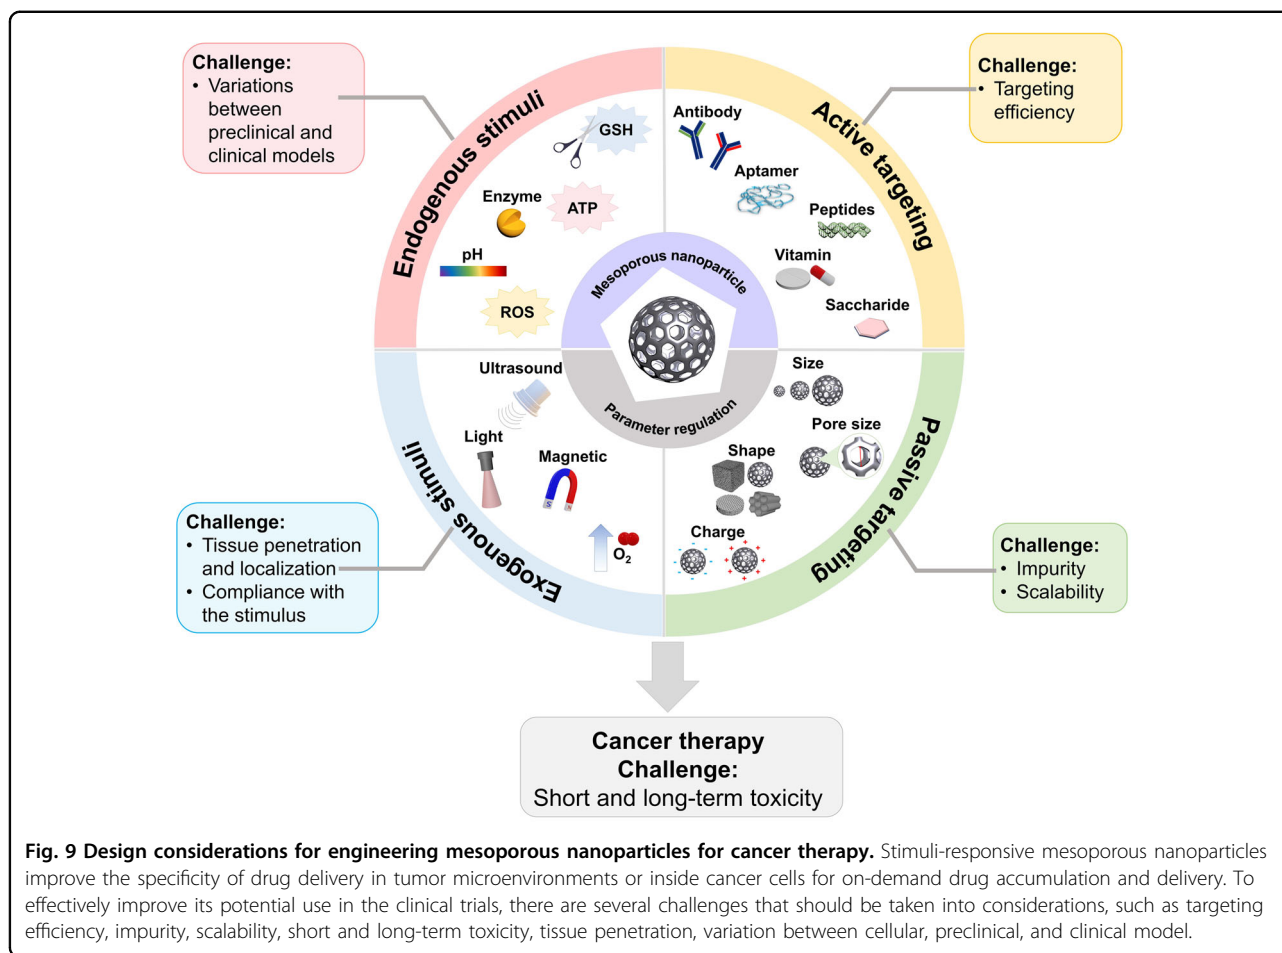 Challenge:
• Variations
between
preclinical and
clinical models
Endogenous stimuli
GSH
Enzyme
ATP
pH
ROS
Challenge:
• Targeting
efficiency
Active targeting
Antibody
Aptamer
Peptides
Vitamin
Saccharide
Mesoporous nanoparticle
Parameter regulation
Challenge:
• Tissue penetration
and localization
• Compliance with
the stimulus
Exogenous stimuli
Ultrasound
Light
Magnetic
S
N
O2
Challenge:
• Impurity
• Scalability
Passive targeting
Size
Pore size
Shape
Charge
Cancer therapy
Challenge:
Short and long-term toxicity
Fig. 9 Design considerations for engineering mesoporous nanoparticles for cancer therapy. Stimuli-responsive mesoporous nanoparticles
improve the specificity of drug delivery in tumor microenvironments or inside cancer cells for on-demand drug accumulation and delivery. To
effectively improve its potential use in the clinical trials, there are several challenges that should be taken into considerations, such as targeting
efficiency, impurity, scalability, short and long-term toxicity, tissue penetration, variation between cellular, preclinical, and clinical model.